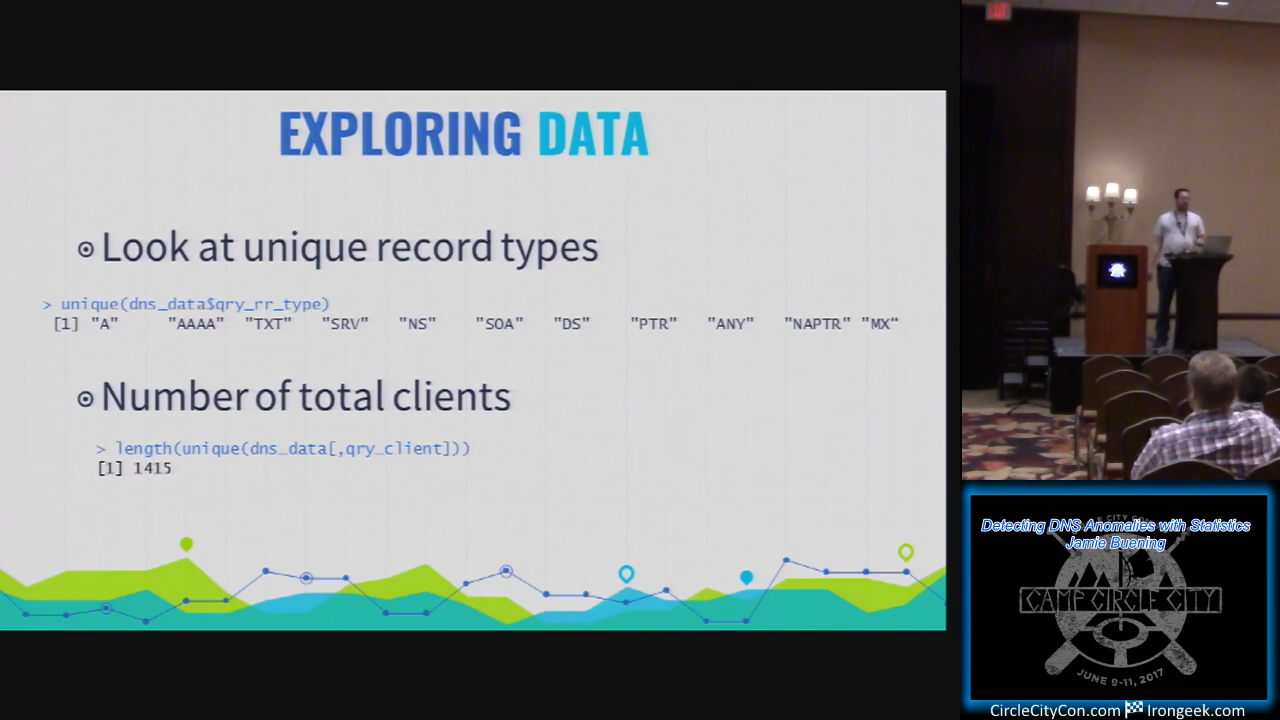 EXPLORING DATA
Look at unique record types
> unique(dns_data$qry_rr_type)
[1] "A" "AAAA" "TXT" "SRV" "NS" "SOA" "DS" "PTR" "ANY" "NAPTR" "MX“
Number of total clients
> length(unique(dns_data[,qry_client]))
[1] 1415
Detecting DNS Anomalies with Statistics
Jamie Buening
CAMP CIRCLE CITY
JUNE 9-11, 2017
CircleCityCon.com Irongeek.com